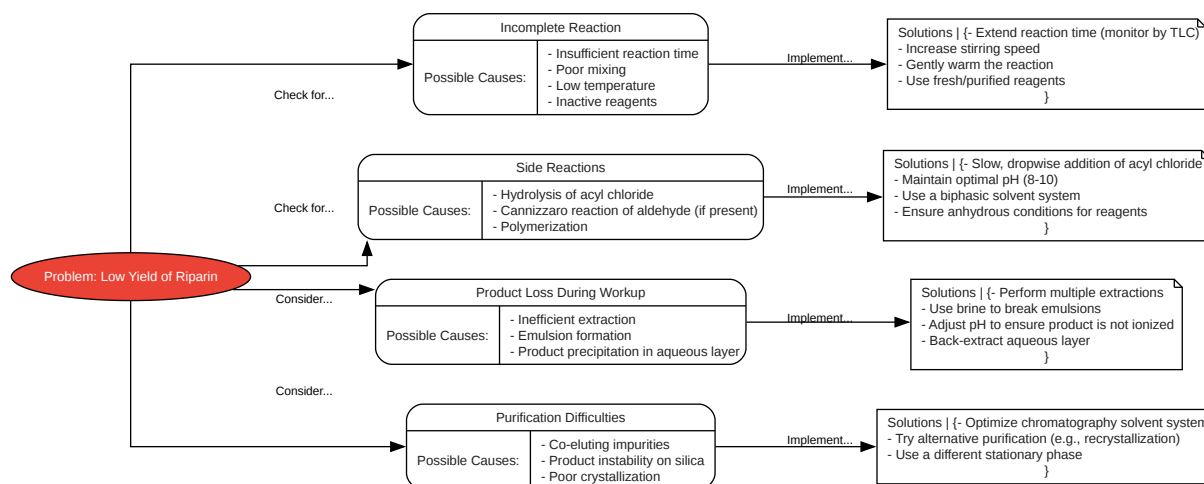 Incomplete Reaction
Possible Causes:
- Insufficient reaction time
- Poor mixing
- Low temperature
- Inactive reagents
Check for...
Implement...
Solutions | {- Extend reaction time (monitor by TLC)
- Increase stirring speed
- Gently warm the reaction
- Use fresh/purified reagents
}
Side Reactions
Possible Causes:
- Hydrolysis of acyl chloride
- Cannizzaro reaction of aldehyde (if present)
- Polymerization
Check for...
Implement...
Solutions | {- Slow, dropwise addition of acyl chloride
- Maintain optimal pH (8-10)
- Use a biphasic solvent system
- Ensure anhydrous conditions for reagents
}
Problem: Low Yield of Riparin
Consider...
Product Loss During Workup
Possible Causes:
- Inefficient extraction
- Emulsion formation
- Product precipitation in aqueous layer
Implement...
Solutions | {- Perform multiple extractions
- Use brine to break emulsions
- Adjust pH to ensure product is not ionized
- Back-extract aqueous layer
}
Consider...
Purification Difficulties
Possible Causes:
- Co-eluting impurities
- Product instability on silica
- Poor crystallization
Implement...
Solutions | {- Optimize chromatography solvent system
- Try alternative purification (e.g., recrystallization)
- Use a different stationary phase
}